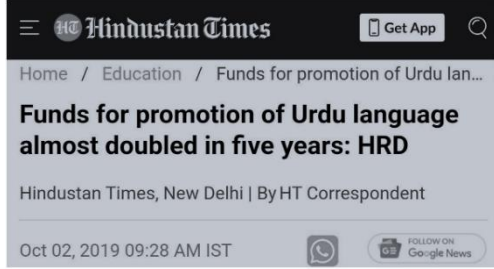 HT Hindustan Times Get App
Home / Education / Funds for promotion of Urdu lan...
Funds for promotion of Urdu language
almost doubled in five years: HRD
Hindustan Times, New Delhi | By HT Correspondent
Oct 02, 2019 09:28 AM IST
GE FOLLOW ON
Google News